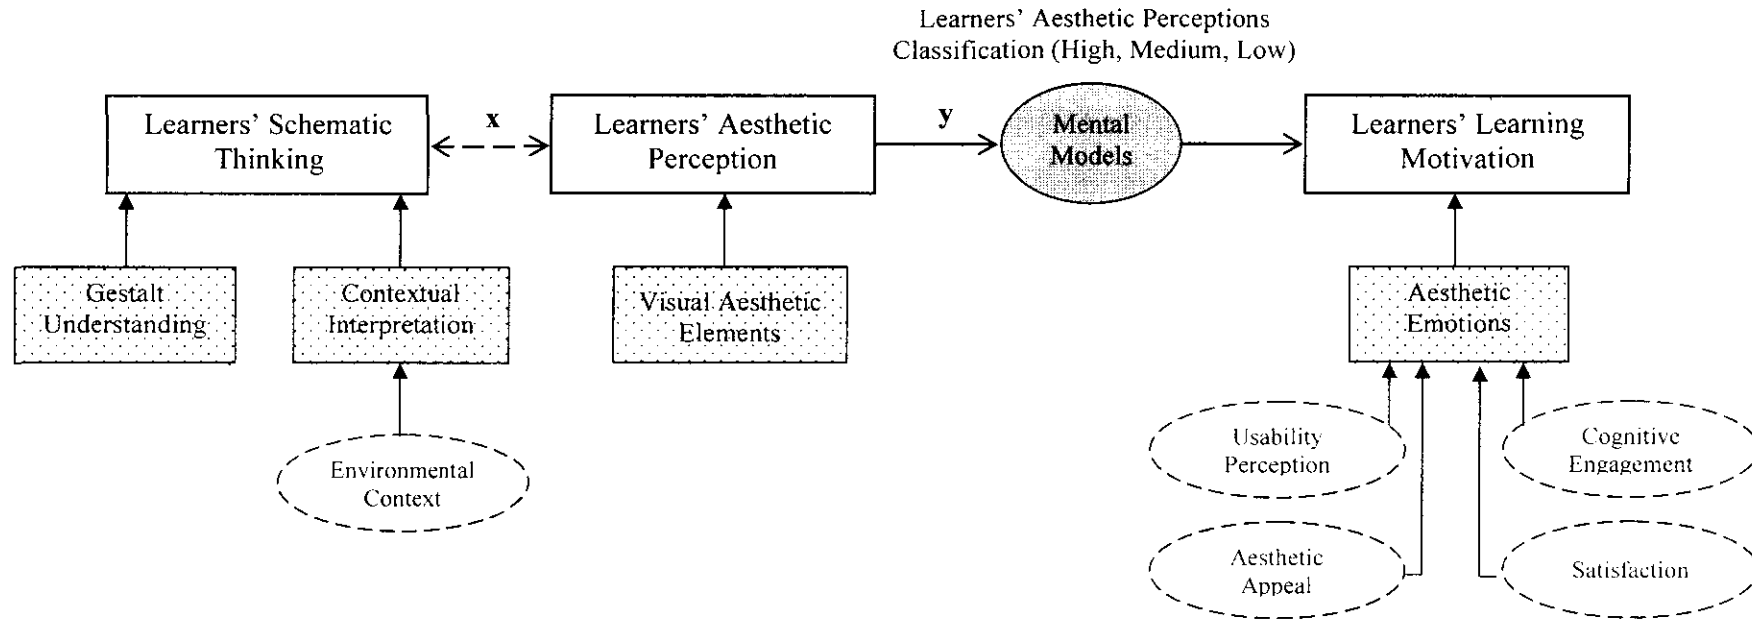 Learners’ Aesthetic Perceptions
Classification (High, Medium, Low)
Learners’ Schematic
Thinking
x
Learners’ Aesthetic
Perception
y
Mental
Models
Learners’ Learning
Motivation
Gestalt
Understanding
Contextual
Interpretation
Visual Aesthetic
Elements
Aesthetic
Emotions
Environmental
Context
Usability
Perception
Cognitive
Engagement
Aesthetic
Appeal
Satisfaction